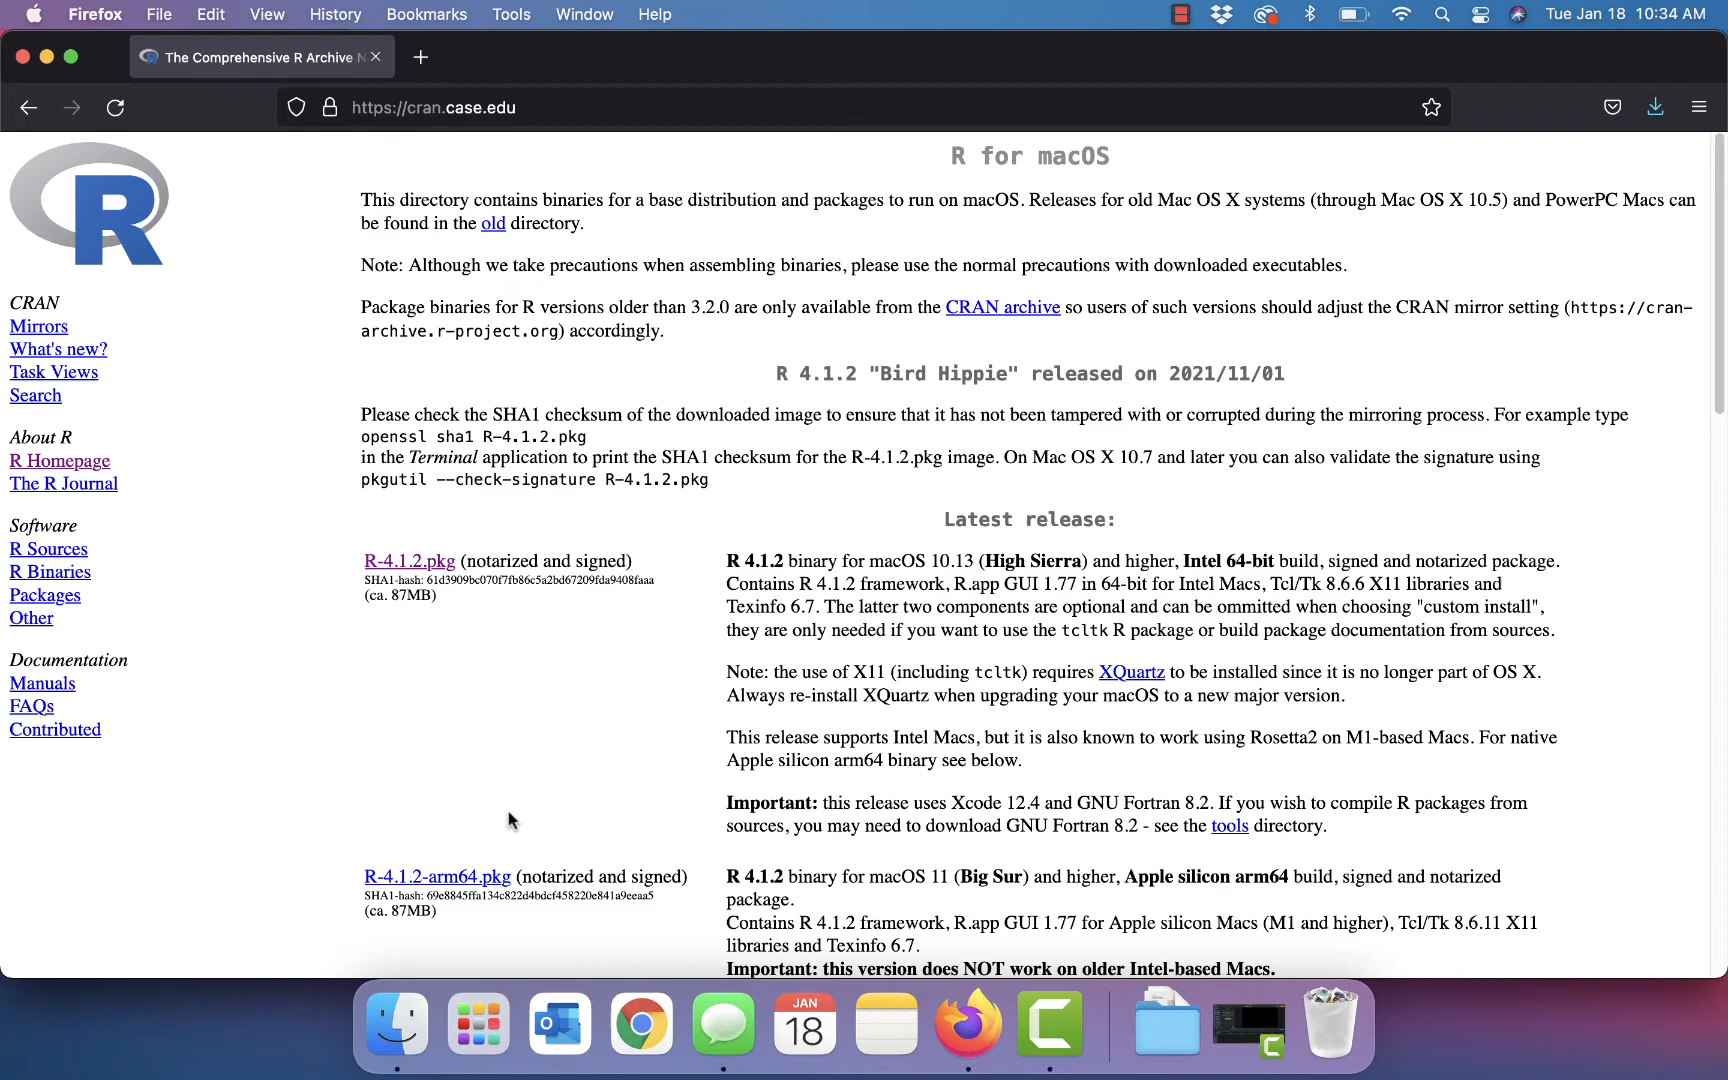 Firefox File Edit View History Bookmarks Tools Window Help Tue Jan 18 10:34 AM
The Comprehensive R Archive N
https://cran.case.edu
R
CRAN
Mirrors
What's new?
Task Views
Search
About R
R Homepage
The R Journal
Software
R Sources
R Binaries
Packages
Other
Documentation
Manuals
FAQs
Contributed
R for macOS
This directory contains binaries for a base distribution and packages to run on macOS. Releases for old Mac OS X systems (through Mac OS X 10.5) and PowerPC Macs can
be found in the old directory.
Note: Although we take precautions when assembling binaries, please use the normal precautions with downloaded executables.
Package binaries for R versions older than 3.2.0 are only available from the CRAN archive so users of such versions should adjust the CRAN mirror setting (https://cran-
archive.r-project.org) accordingly.
R 4.1.2 "Bird Hippie" released on 2021/11/01
Please check the SHA1 checksum of the downloaded image to ensure that it has not been tampered with or corrupted during the mirroring process. For example type
openssl sha1 R-4.1.2.pkg
in the Terminal application to print the SHA1 checksum for the R-4.1.2.pkg image. On Mac OS X 10.7 and later you can also validate the signature using
pkgutil --check-signature R-4.1.2.pkg
Latest release:
R-4.1.2.pkg (notarized and signed)
SHA1-hash: 61d3909bc070f7fb86c5a2bd67209fda9408faaa
(ca. 87MB)
R 4.1.2 binary for macOS 10.13 (High Sierra) and higher, Intel 64-bit build, signed and notarized package.
Contains R 4.1.2 framework, R.app GUI 1.77 in 64-bit for Intel Macs, Tcl/Tk 8.6.6 X11 libraries and
Texinfo 6.7. The latter two components are optional and can be ommitted when choosing "custom install",
they are only needed if you want to use the tcltk R package or build package documentation from sources.
Note: the use of X11 (including tcltk) requires XQuartz to be installed since it is no longer part of OS X.
Always re-install XQuartz when upgrading your macOS to a new major version.
This release supports Intel Macs, but it is also known to work using Rosetta2 on M1-based Macs. For native
Apple silicon arm64 binary see below.
Important: this release uses Xcode 12.4 and GNU Fortran 8.2. If you wish to compile R packages from
sources, you may need to download GNU Fortran 8.2 - see the tools directory.
R-4.1.2-arm64.pkg (notarized and signed)
SHA1-hash: 69e8845ffa134c822d4bdcf458220e841a9eeaa5
(ca. 87MB)
R 4.1.2 binary for macOS 11 (Big Sur) and higher, Apple silicon arm64 build, signed and notarized
package.
Contains R 4.1.2 framework, R.app GUI 1.77 for Apple silicon Macs (M1 and higher), Tcl/Tk 8.6.11 X11
libraries and Texinfo 6.7.
Important: this version does NOT work on older Intel-based Macs.
JAN
18